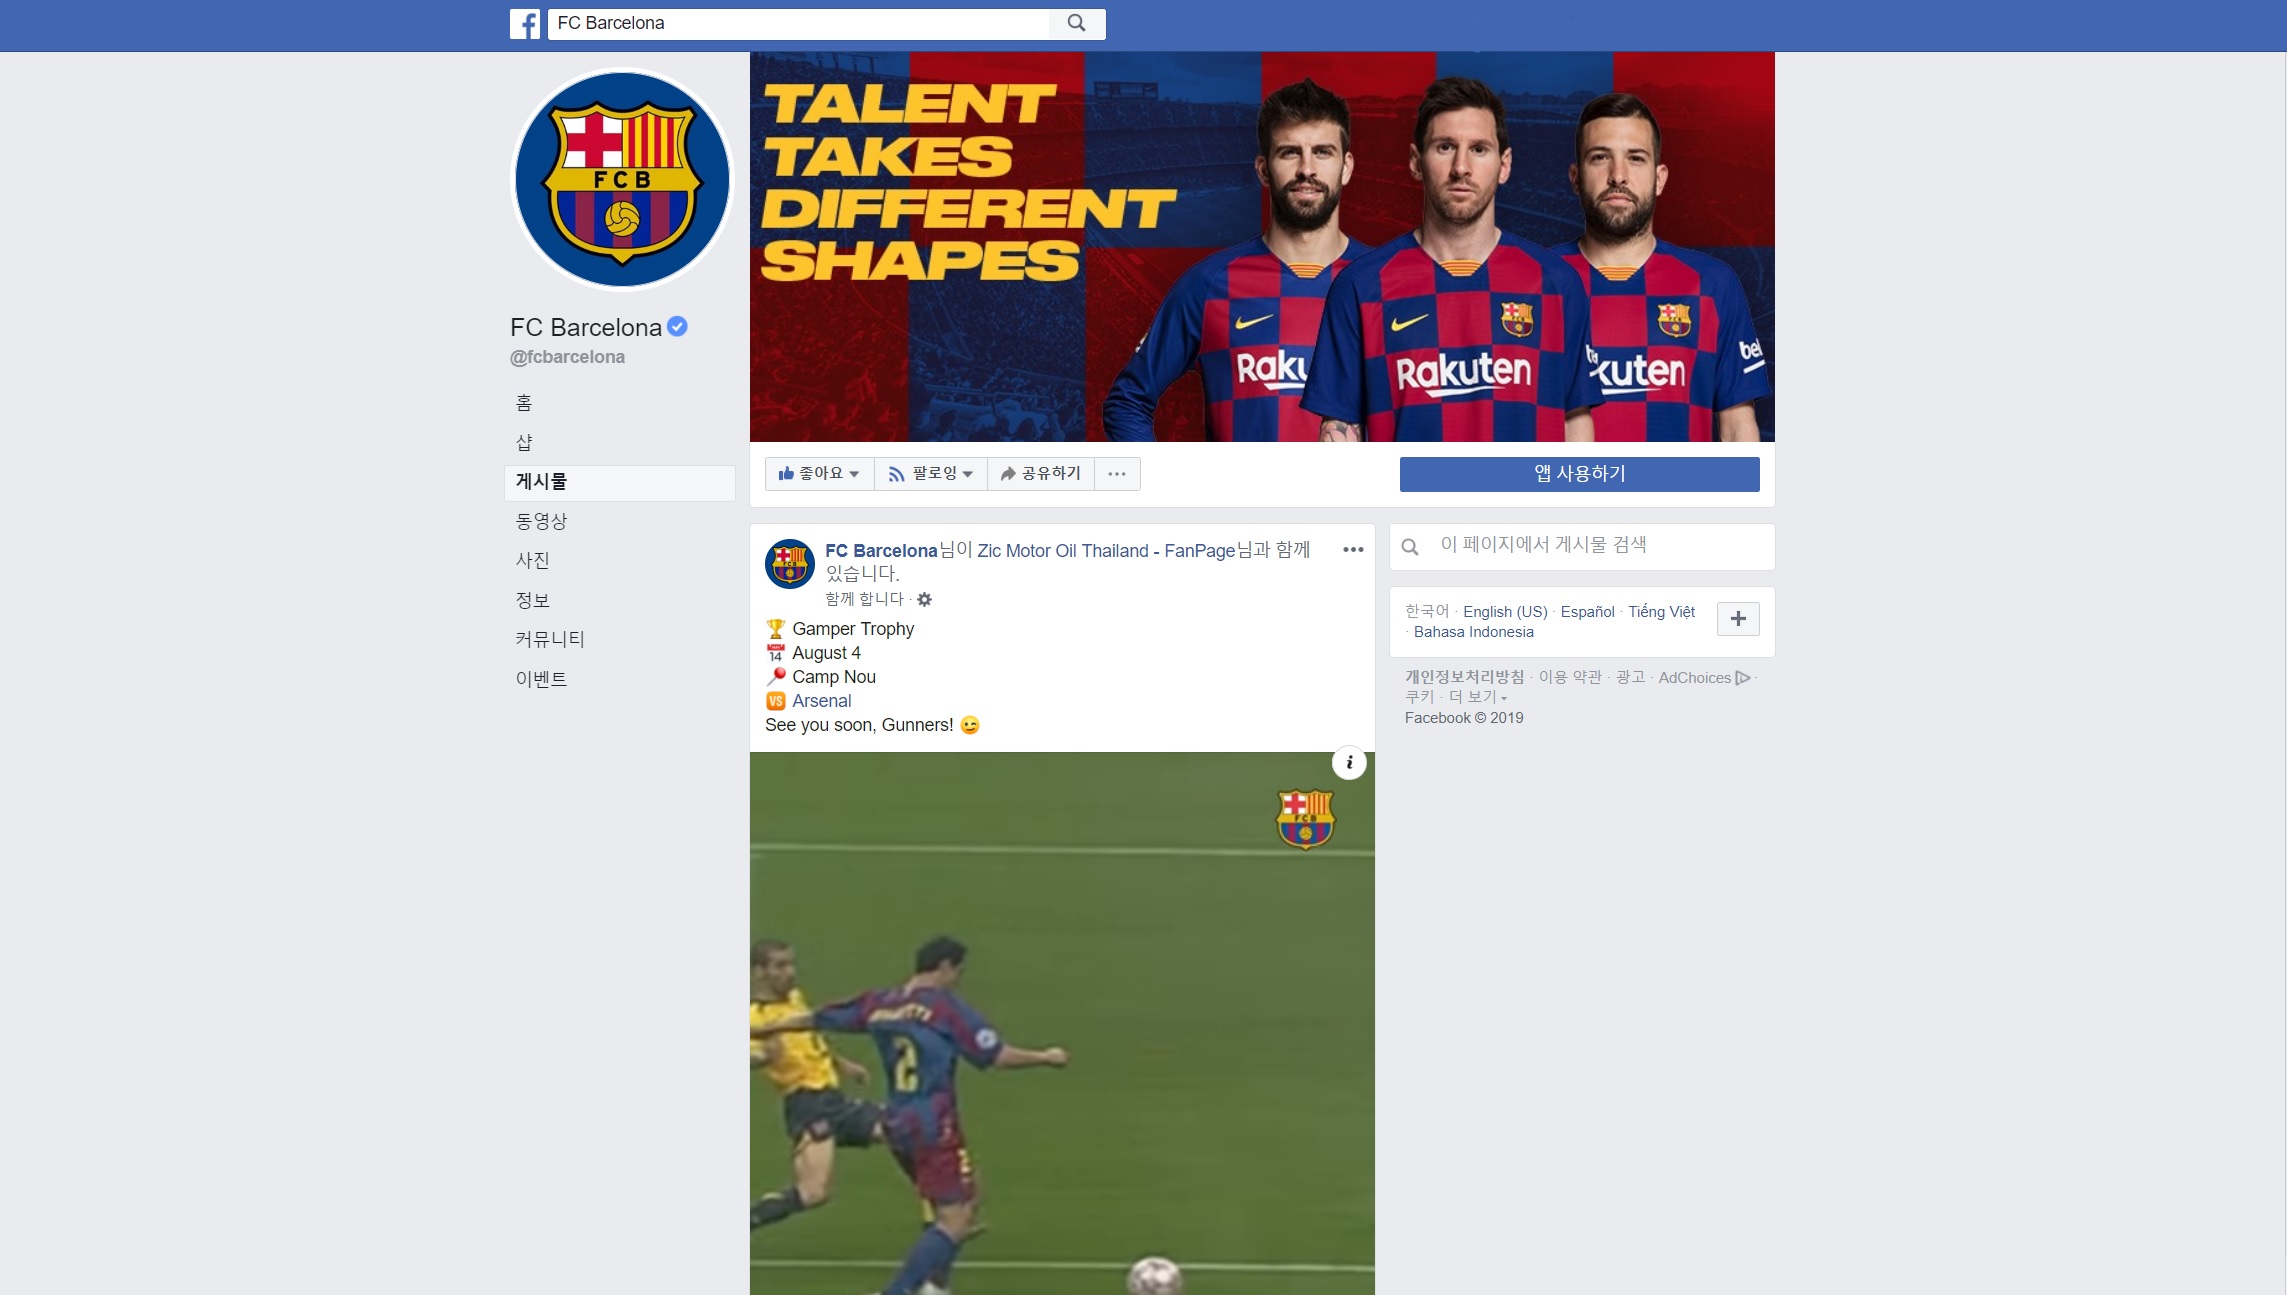 FC Barcelona
FCB
FC Barcelona
@fcbarcelona
홈
샵
게시물
동영상
사진
정보
커뮤니티
이벤트
TALENT
TAKES
DIFFERENT
SHAPES
Rakuten
좋아요
팔로잉
공유하기
앱 사용하기
FC Barcelona님이 Zic Motor Oil Thailand - FanPage님과 함께
있습니다.
함께 합니다 ·
Gamper Trophy
14 August 4
Camp Nou
VS Arsenal
See you soon, Gunners!
FCB
2
이 페이지에서 게시물 검색
한국어 · English (US) · Español · Tiếng Việt
· Bahasa Indonesia
개인정보처리방침 · 이용 약관 · 광고 · AdChoices ·
쿠키 · 더 보기
Facebook © 2019